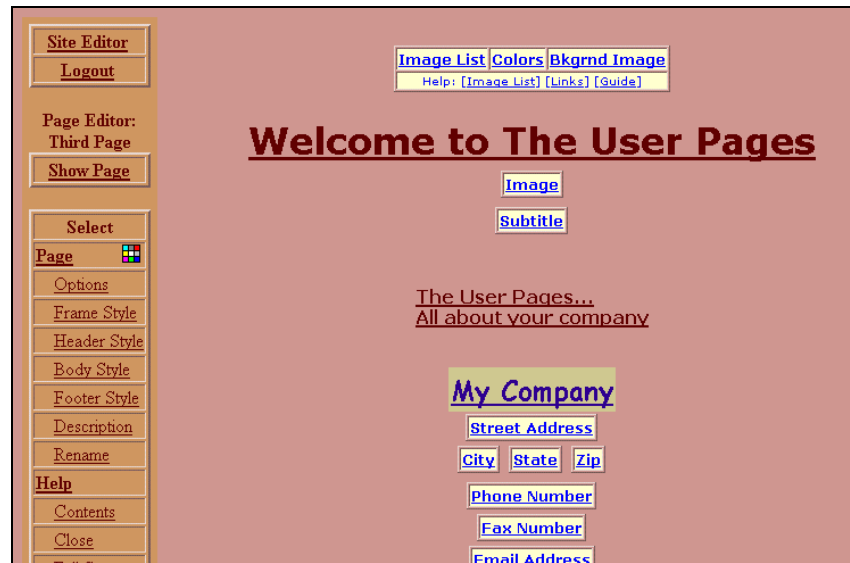 Site Editor
Logout
Page Editor:
Third Page
Show Page
Select
Page
Options
Frame Style
Header Style
Body Style
Footer Style
Description
Rename
Help
Contents
Close
Image List Colors Bkgrnd Image
Help: [Image List] [Links] [Guide]
Welcome to The User Pages
Image
Subtitle
The User Pages...
All about your company
My Company
Street Address
City State Zip
Phone Number
Fax Number
Email Address